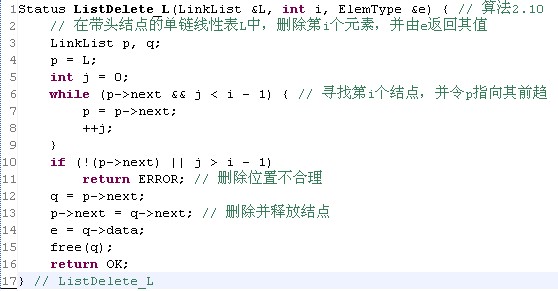 1 Status ListDelete_L(LinkList &L, int i, ElemType &e) { // 算法2.10
2 // 在带头结点的单链线性表L中，删除第i个元素，并由e返回其值
3 LinkList p, q;
4 p = L;
5 int j = 0;
6 while (p->next && j < i - 1) { // 寻找第i个结点，并令p指向其前趋
7 p = p->next;
8 ++j;
9 }
10 if (!(p->next) || j > i - 1)
11 return ERROR; // 删除位置不合理
12 q = p->next;
13 p->next = q->next; // 删除并释放结点
14 e = q->data;
15 free(q);
16 return OK;
17 } // ListDelete_L